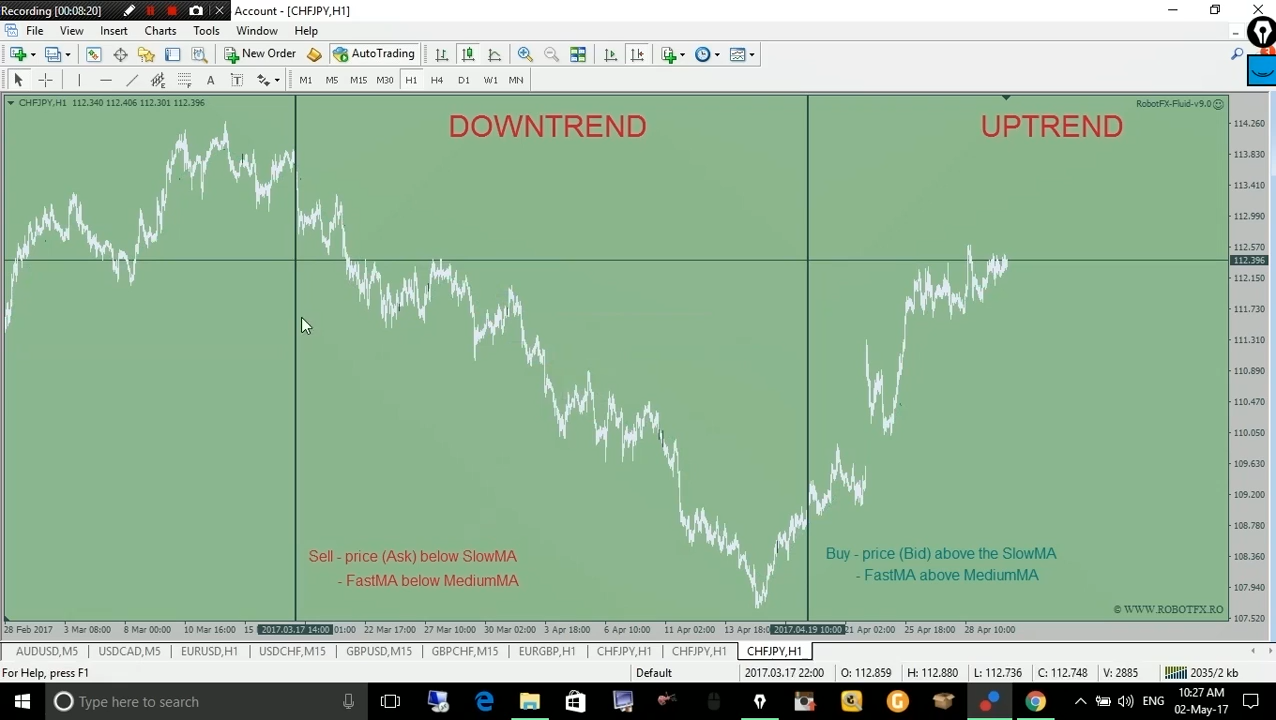 Recording [00:08:20]
Account - [CHFJPY,H1]
File View Insert Charts Tools Window Help
New Order AutoTrading
M1 M5 M15 M30 H1 H4 D1 W1 MN
CHFJPY,H1 112.340 112.406 112.301 112.396
RobotFX-Fluid-v9.0
DOWNTREND
UPTREND
114.260
113.830
113.410
112.990
112.570
112.396
112.150
111.730
111.310
110.890
110.470
110.050
109.630
109.200
108.780
108.360
107.940
107.520
Sell - price (Ask) below SlowMA
- FastMA below MediumMA
Buy - price (Bid) above the SlowMA
- FastMA above MediumMA
© WWW.ROBOTFX.RO
28 Feb 2017 3 Mar 08:00 8 Mar 00:00 10 Mar 16:00 15 2017.03.17 14:00 01:00 22 Mar 17:00 27 Mar 10:00 30 Mar 02:00 3 Apr 18:00 6 Apr 10:00 11 Apr 02:00 13 Apr 18:0 2017.04.19 10:00 21 Apr 02:00 25 Apr 18:00 28 Apr 10:00
AUDUSD,M5 USDCAD,M5 EURUSD,H1 USDCHF,M15 GBPUSD,M15 GBPCHF,M15 EURGBP,H1 CHFJPY,H1 CHFJPY,H1 CHFJPY,H1
For Help, press F1 Default 2017.03.17 22:00 O: 112.859 H: 112.880 L: 112.736 C: 112.748 V: 2885 2035/2 kb
Type here to search
ENG
10:27 AM
02-May-17